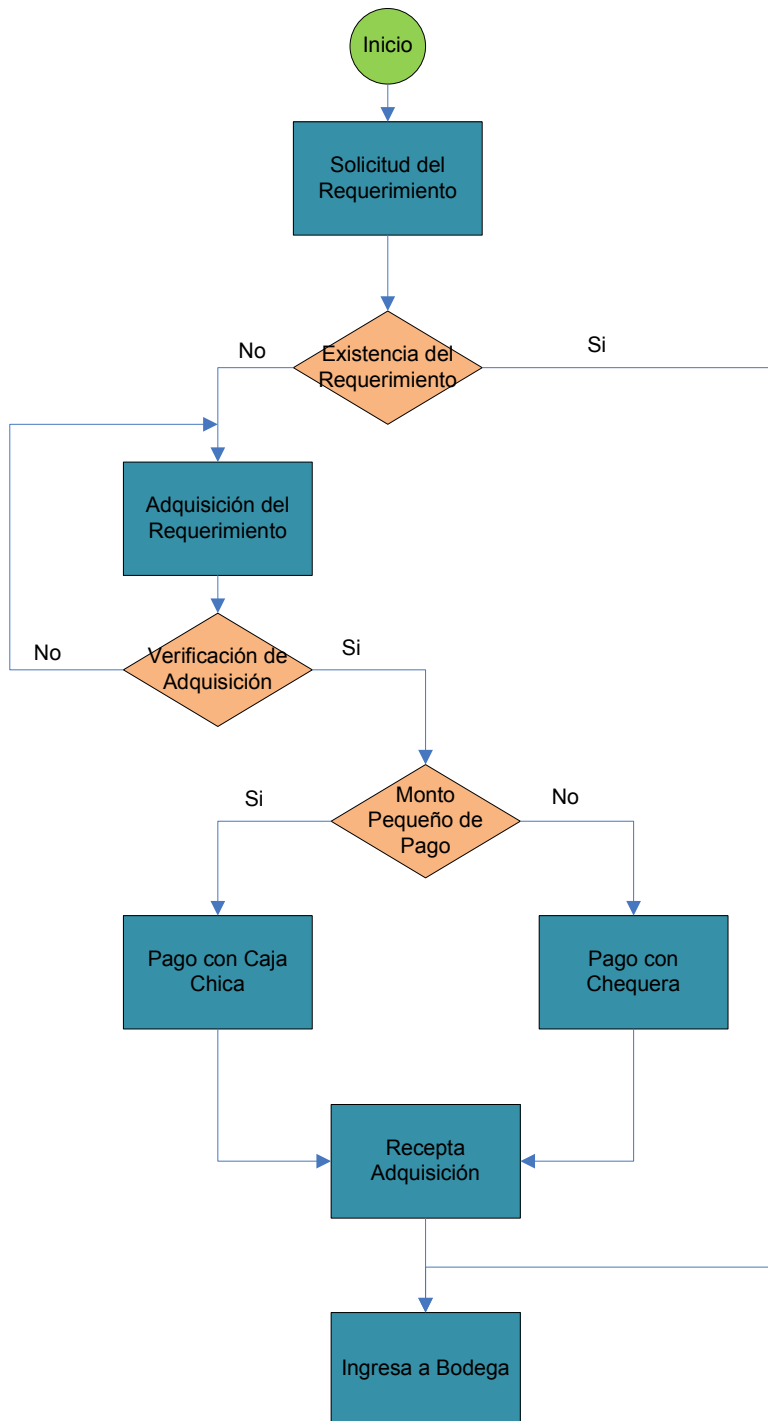 Inicio
Solicitud del
Requerimiento
Existencia del
Requerimiento
No
Si
Adquisición del
Requerimiento
Verificación de
Adquisición
No
Si
Monto
Pequeño de
Pago
Si
No
Pago con Caja
Chica
Pago con
Chequera
Recepta
Adquisición
Ingresa a Bodega